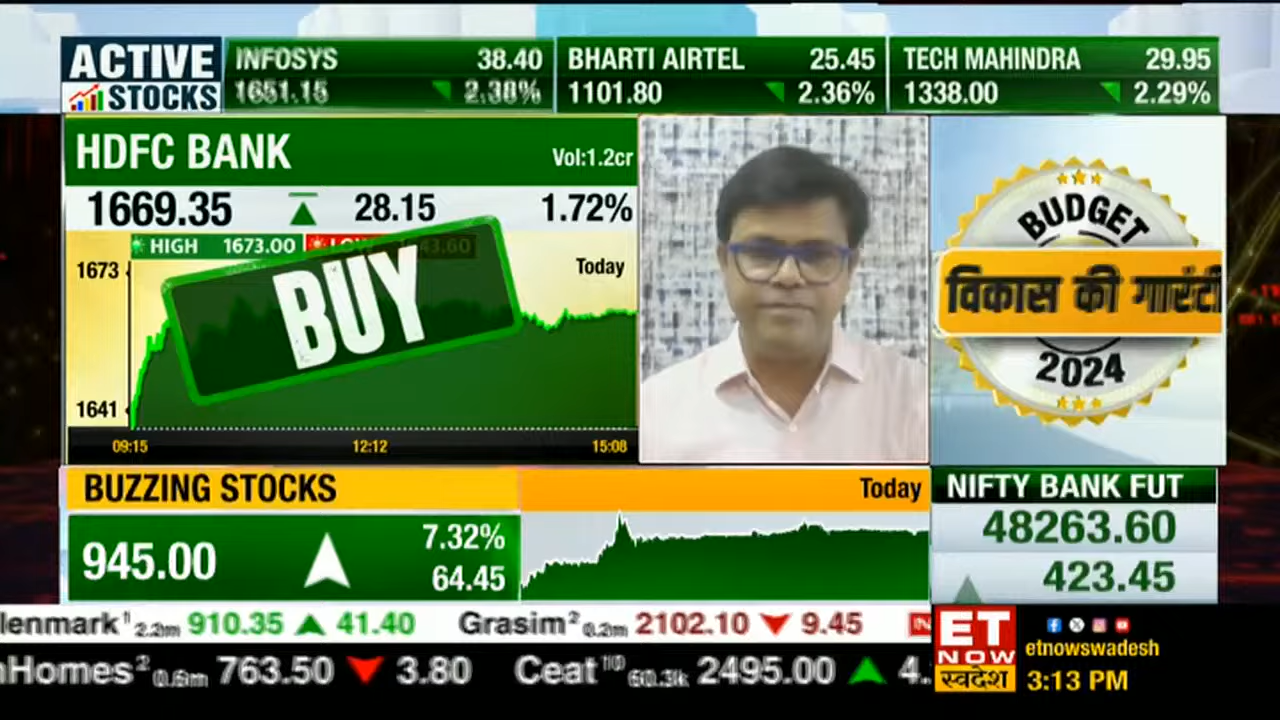 ACTIVE STOCKS
INFOSYS 38.40
1651.15 2.38%
BHARTI AIRTEL 25.45
1101.80 2.36%
TECH MAHINDRA 29.95
1338.00 2.29%
HDFC BANK Vol:1.2cr
1669.35 28.15 1.72%
HIGH 1673.00
1673 Today
BUY
1641
09:15 12:12 15:08
BUDGET
विकास की गारंटी
2024
BUZZING STOCKS Today
945.00 7.32%
64.45
NIFTY BANK FUT
48263.60
423.45
lenmark 2.2m 910.35 41.40 Grasim 2 0.2m 2102.10 9.45
Homes 2 0.6m 763.50 3.80 Ceat 10 60.3k 2495.00 4.
ET NOW स्वदेश
etnowswadesh
3:13 PM